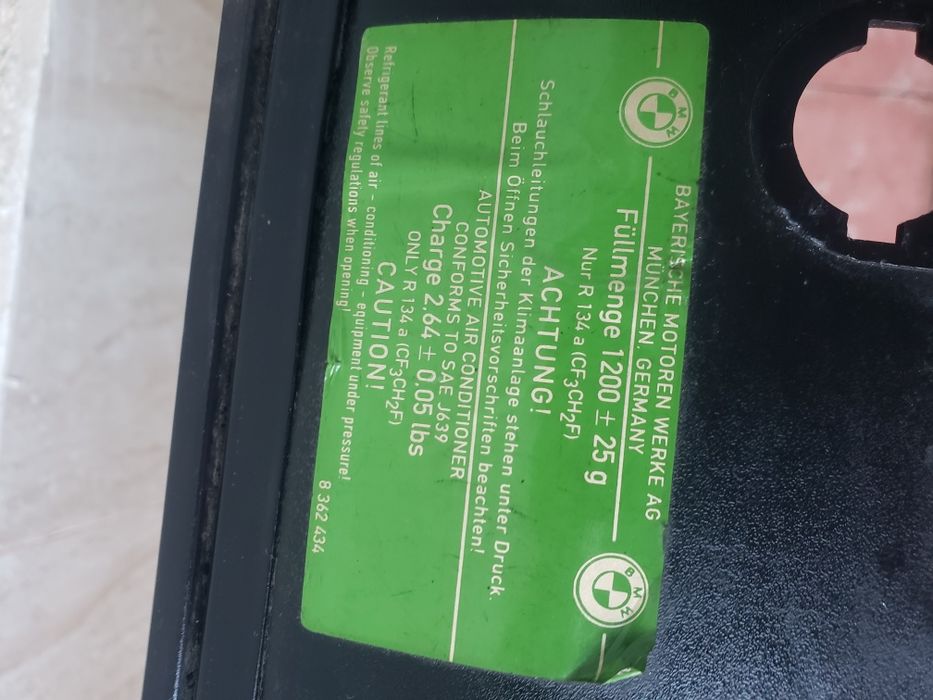 BMW
BMW
BAYERISCHE MOTOREN WERKE AG
MÜNCHEN, GERMANY
Füllmenge 1200 ± 25 g
Nur R 134 a (CF3CH2F)
ACHTUNG!
Schlauchleitungen der Klimaanlage stehen unter Druck.
Beim Öffnen Sicherheitsvorschriften beachten!
AUTOMOTIVE AIR CONDITIONER
CONFORMS TO SAE J639
Charge 2.64 ± 0.05 lbs
ONLY R 134 a (CF3CH2F)
CAUTION!
Refrigerant lines of air - conditioning - equipment under pressure!
Observe safety regulations when opening!
8 362 434